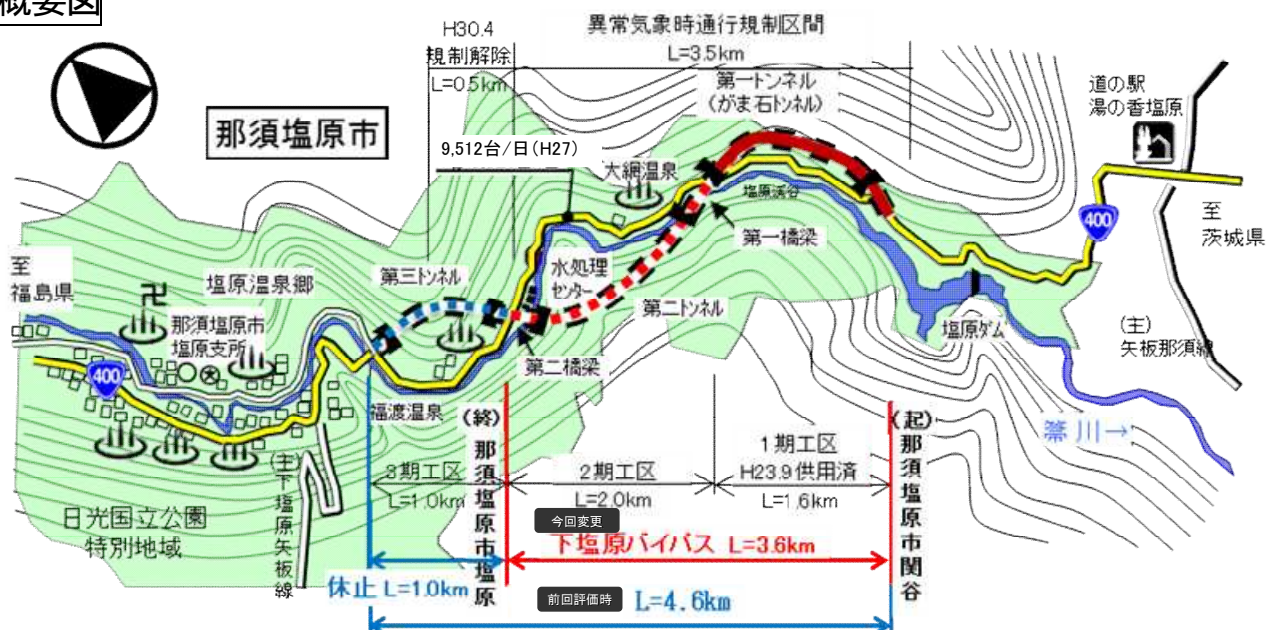 概要図
H30.4
規制解除
L=0.5km
異常気象時通行規制区間
L=3.5km
第一トンネル
(がま石トンネル)
道の駅
湯の香塩原
那須塩原市
9,512台/日(H27)
大網温泉
塩原渓谷
400
至
茨城県
第一橋梁
至
福島県
塩原温泉郷
第三トンネル
水処理
センター
第二トンネル
那須塩原市
塩原支所
塩原ダム
(主)
矢板那須線
400
第二橋梁
福渡温泉
箒川→
(主)下塩原矢板線
3期工区
L=1.0km
(終)那須塩原市塩原
2期工区
L=2.0km
1期工区
H23.9供用済
L=1.6km
(起)那須塩原市関谷
日光国立公園
特別地域
今回変更
下塩原バイパス L=3.6km
休止 L=1.0km
前回評価時
L=4.6km